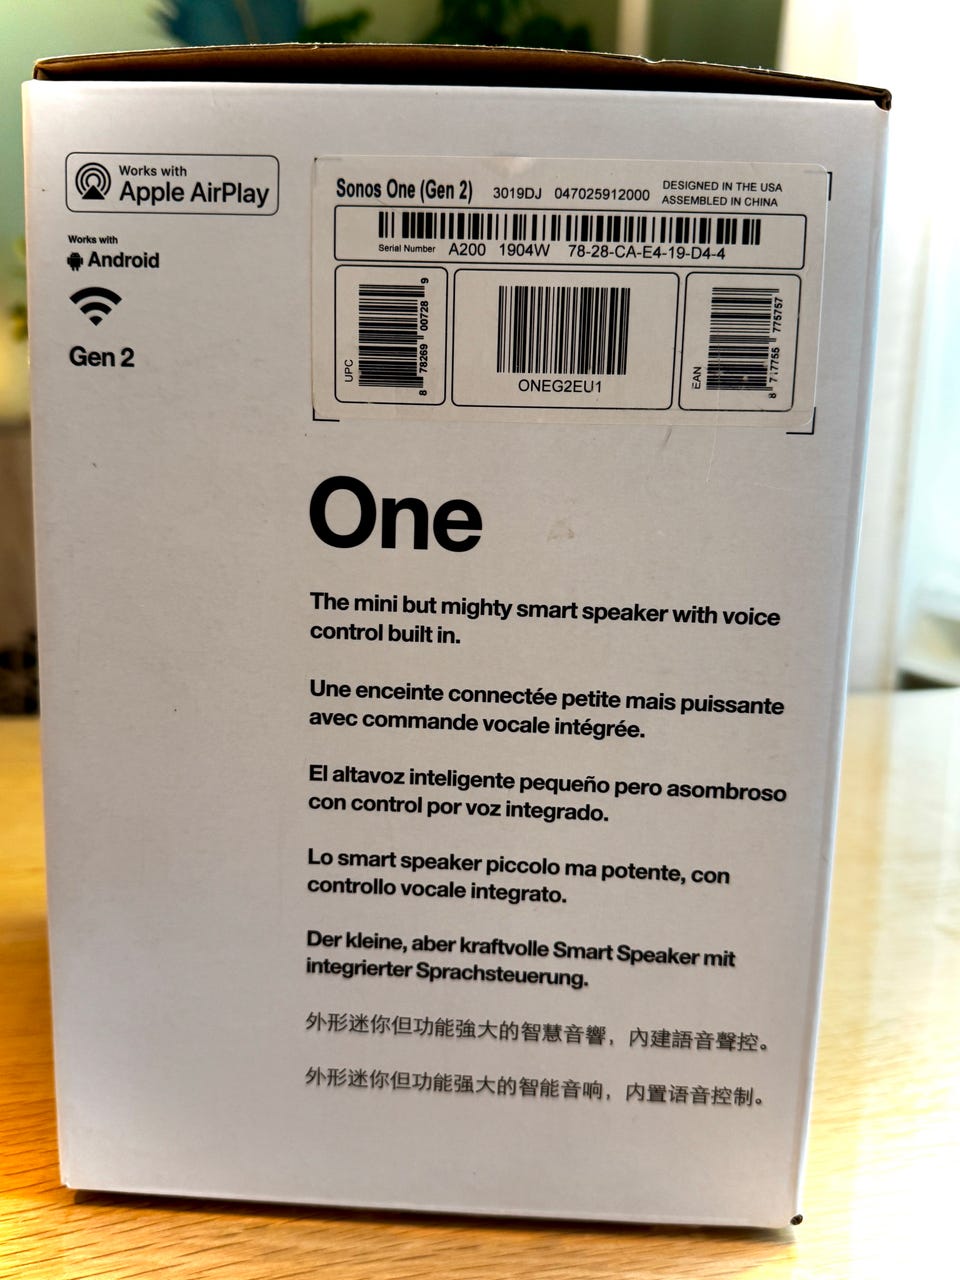 Works with
Apple AirPlay
Works with
Android
Gen 2
Sonos One (Gen 2) 3019DJ 047025912000 DESIGNED IN THE USA
ASSEMBLED IN CHINA
Serial Number A200 1904W 78-28-CA-E4-19-D4-4
UPC
8 78269 00728 9
ONEG2EU1
EAN
8 717755 775757
One
The mini but mighty smart speaker with voice
control built in.
Une enceinte connectée petite mais puissante
avec commande vocale intégrée.
El altavoz inteligente pequeño pero asombroso
con control por voz integrado.
Lo smart speaker piccolo ma potente, con
controllo vocale integrato.
Der kleine, aber kraftvolle Smart Speaker mit
integrierter Sprachsteuerung.
外形迷你但功能強大的智慧音響，內建語音聲控。
外形迷你但功能强大的智能音响，内置语音控制。